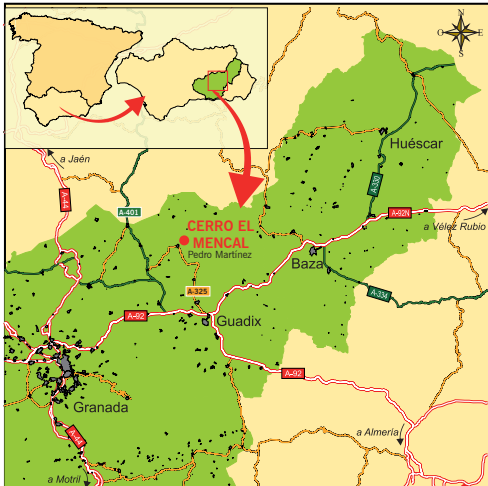 N
O
E
S
Huéscar
a Jaén
A-44
A-330
A-401
A-92N
CERRO EL
MENCAL
Pedro Martínez
a Vélez Rubio
Baza
A-325
A-334
A-92
Guadix
A-92
Granada
A-44
a Almería
a Motril